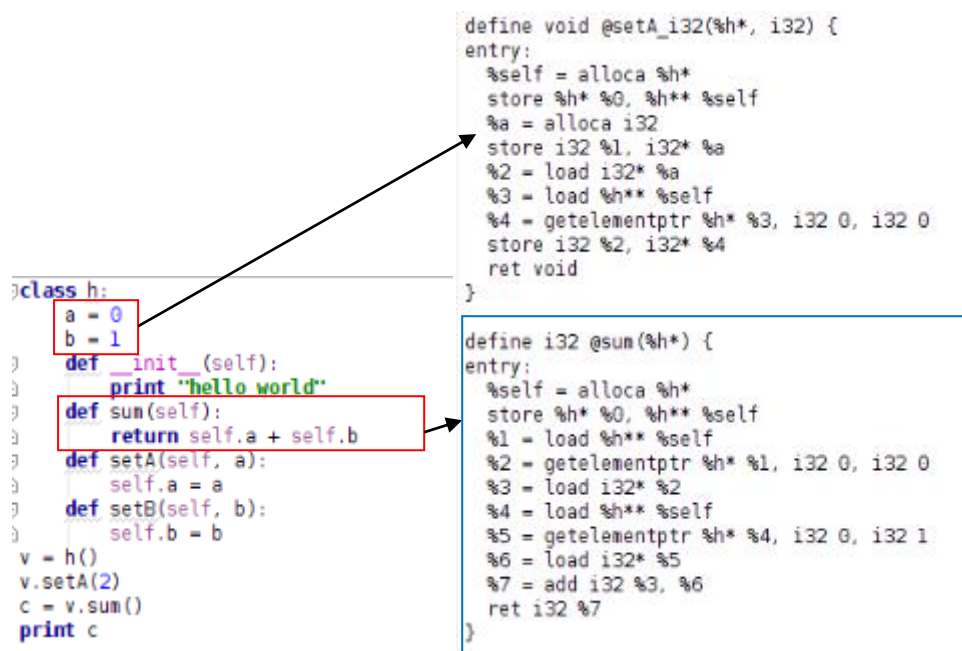 define void @setA_i32(%h*, i32) {
entry:
  %self = alloca %h*
  store %h* %0, %h** %self
  %a = alloca i32
  store i32 %1, i32* %a
  %2 = load i32* %a
  %3 = load %h** %self
  %4 = getelementptr %h* %3, i32 0, i32 0
  store i32 %2, i32* %4
  ret void
}
class h:
    a = 0
    b = 1
    def __init__(self):
        print "hello world"
    def sum(self):
        return self.a + self.b
    def setA(self, a):
        self.a = a
    def setB(self, b):
        self.b = b
v = h()
v.setA(2)
c = v.sum()
print c
define i32 @sum(%h*) {
entry:
  %self = alloca %h*
  store %h* %0, %h** %self
  %1 = load %h** %self
  %2 = getelementptr %h* %1, i32 0, i32 0
  %3 = load i32* %2
  %4 = load %h** %self
  %5 = getelementptr %h* %4, i32 0, i32 1
  %6 = load i32* %5
  %7 = add i32 %3, %6
  ret i32 %7
}